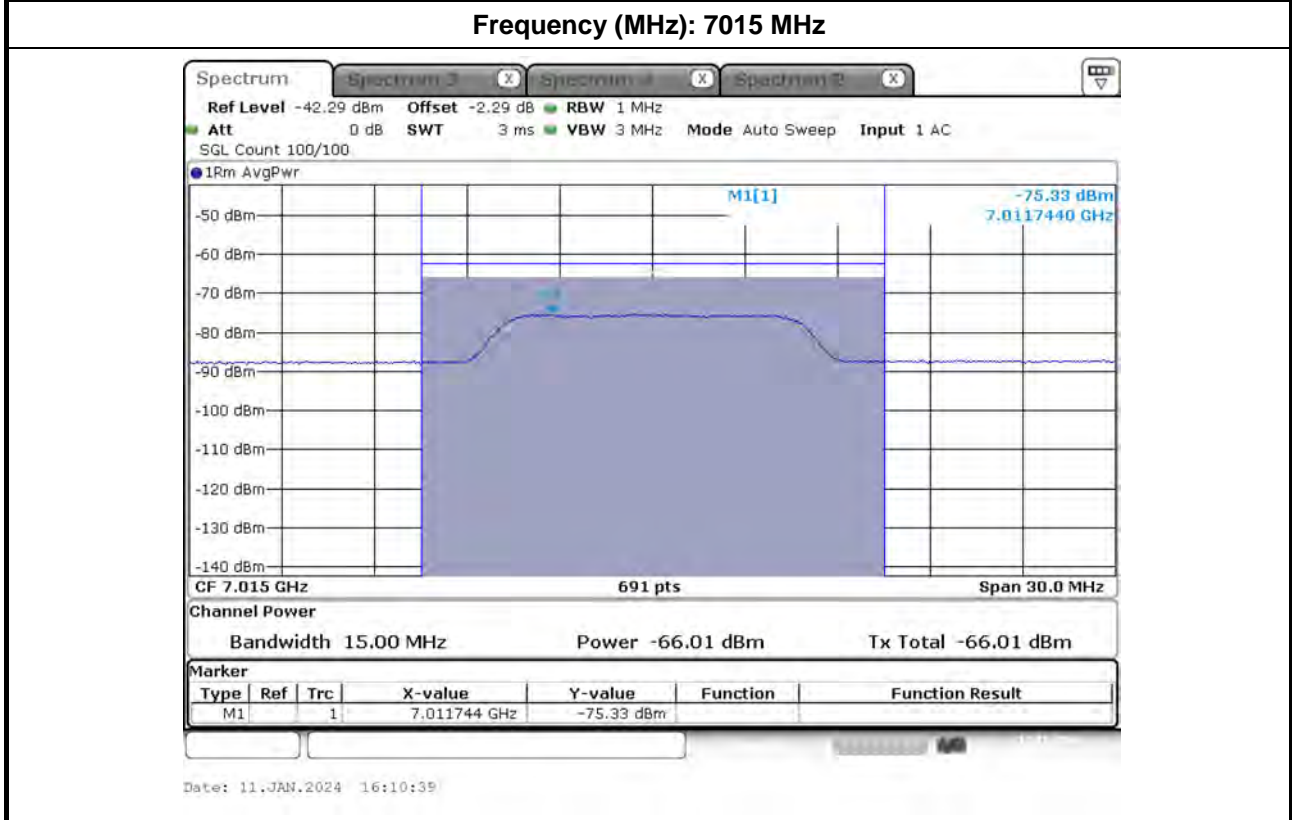 Frequency (MHz): 7015 MHz
Spectrum Spectrum 3 X Spectrum 4 X Spectrum 2 X
Ref Level -42.29 dBm Offset -2.29 dB RBW 1 MHz
Att 0 dB SWT 3 ms VBW 3 MHz Mode Auto Sweep Input 1 AC
SGL Count 100/100
1Rm AvgPwr
M1[1] -75.33 dBm
7.0117440 GHz
-50 dBm
-60 dBm
-70 dBm
-80 dBm
-90 dBm
-100 dBm
-110 dBm
-120 dBm
-130 dBm
-140 dBm
CF 7.015 GHz 691 pts Span 30.0 MHz
Channel Power
Bandwidth 15.00 MHz Power -66.01 dBm Tx Total -66.01 dBm
Marker
Type Ref Trc X-value Y-value Function Function Result
M1 1 7.011744 GHz -75.33 dBm
Date: 11.JAN.2024 16:10:39